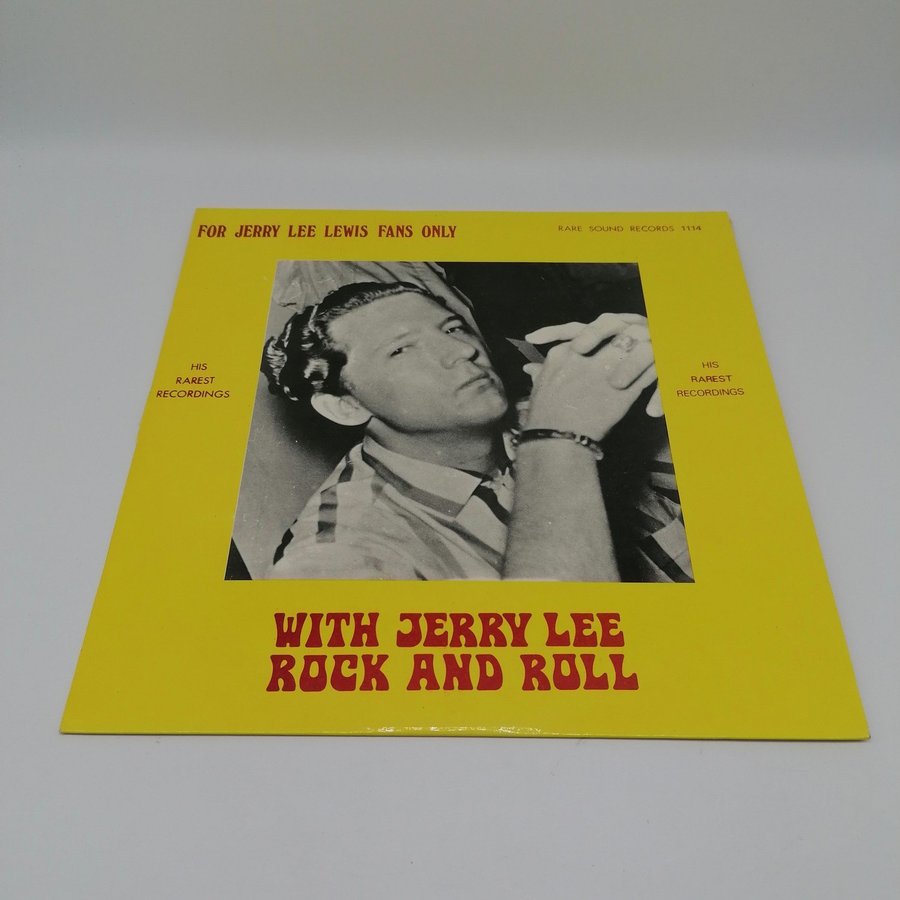 FOR JERRY LEE LEWIS FANS ONLY
RARE SOUND RECORDS 1114
HIS
RAREST
RECORDINGS
HIS
RAREST
RECORDINGS
WITH JERRY LEE
ROCK AND ROLL